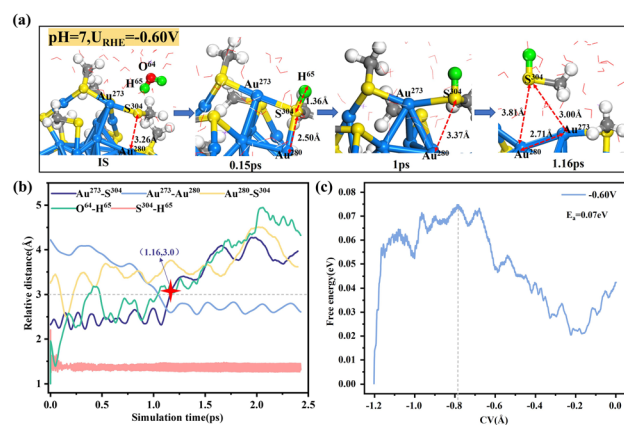 (a)
pH=7,U_RHE=-0.60V
O⁶⁴
H⁶⁵
Au²⁷³
S³⁰⁴
3.26Å
Au²⁸⁰
IS
H⁶⁵
Au²⁷³
1.36Å
S³⁰⁴
2.50Å
Au²⁸⁰
0.15ps
Au²⁷³
S³⁰⁴
3.37Å
Au²⁸⁰
1ps
S³⁰⁴
3.81Å
3.00Å
2.71Å
Au²⁷³
Au²⁸⁰
1.16ps
(b)
Au²⁷³-S³⁰⁴ Au²⁷³-Au²⁸⁰ Au²⁸⁰-S³⁰⁴
O⁶⁴-H⁶⁵ S³⁰⁴-H⁶⁵
(1.16,3.0)
Relative distance(Å)
5
4
3
2
1
0.0 0.5 1.0 1.5 2.0 2.5
Simulation time(ps)
(c)
-0.60V
Eₐ=0.07eV
Free energy(eV)
0.09
0.08
0.07
0.06
0.05
0.04
0.03
0.02
0.01
0.00
-1.2 -1.0 -0.8 -0.6 -0.4 -0.2 0.0
CV(Å)